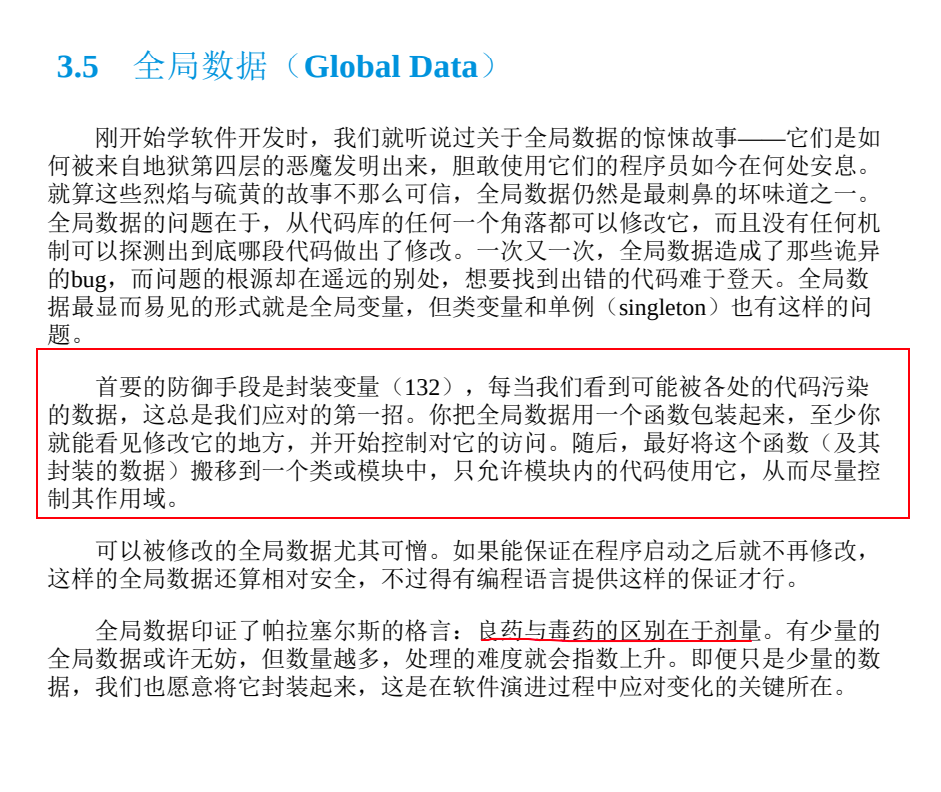 3.5 全局数据（Global Data）
刚开始学软件开发时，我们就听说过关于全局数据的惊悚故事——它们是如
何被来自地狱第四层的恶魔发明出来，胆敢使用它们的程序员如今在何处安息。
就算这些烈焰与硫黄的故事不那么可信，全局数据仍然是最刺鼻的坏味道之一。
全局数据的问题在于，从代码库的任何一个角落都可以修改它，而且没有任何机
制可以探测出到底哪段代码做出了修改。一次又一次，全局数据造成了那些诡异
的bug，而问题的根源却在遥远的别处，想要找到出错的代码难于登天。全局数
据最显而易见的形式就是全局变量，但类变量和单例（singleton）也有这样的问
题。
首要的防御手段是封装变量（132），每当我们看到可能被各处的代码污染
的数据，这总是我们应对的第一招。你把全局数据用一个函数包装起来，至少你
就能看见修改它的地方，并开始控制对它的访问。随后，最好将这个函数（及其
封装的数据）搬移到一个类或模块中，只允许模块内的代码使用它，从而尽量控
制其作用域。
可以被修改的全局数据尤其可憎。如果能保证在程序启动之后就不再修改，
这样的全局数据还算相对安全，不过得有编程语言提供这样的保证才行。
全局数据印证了帕拉塞尔斯的格言：良药与毒药的区别在于剂量。有少量的
全局数据或许无妨，但数量越多，处理的难度就会指数上升。即便只是少量的数
据，我们也愿意将它封装起来，这是在软件演进过程中应对变化的关键所在。